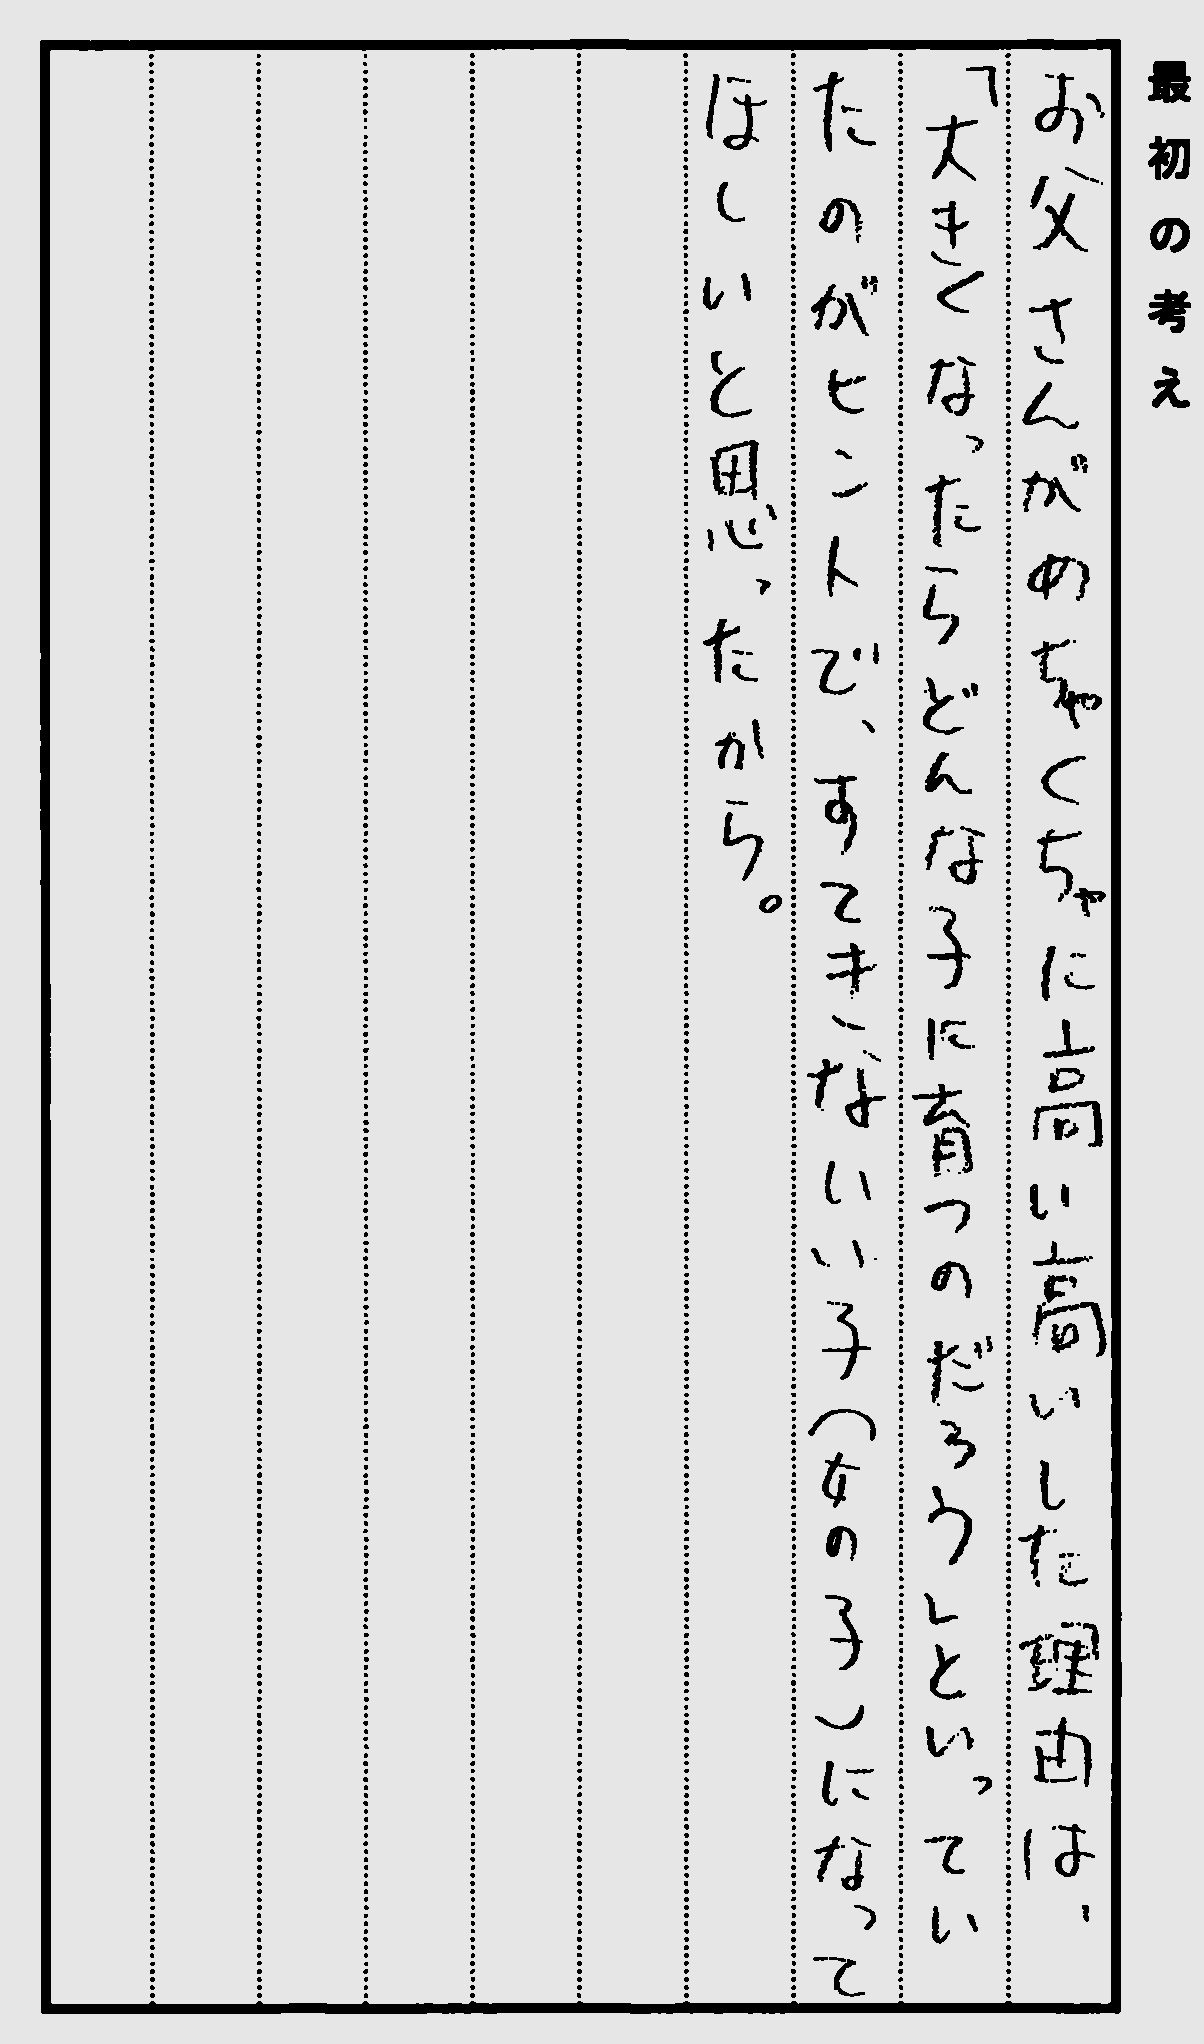 最初の考え
お父さんがめちゃくちゃに高い高いした理由は、
「大きくなったらどんな子に育つのだろう」といってい
たのがヒントで、すてきないい子(女の子)になって
ほしいと思ったから。